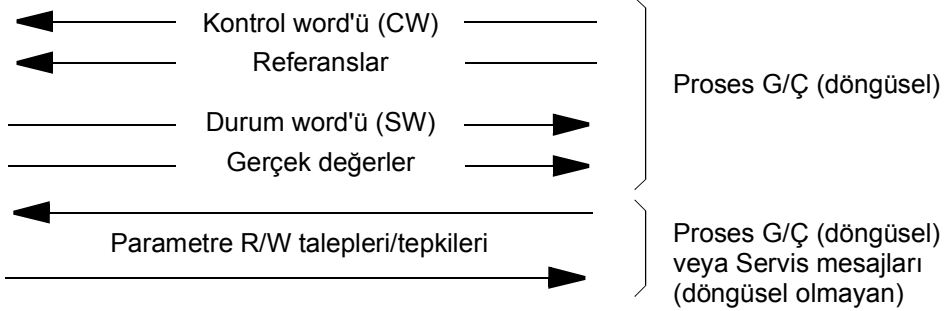 Kontrol word'ü (CW)
Referanslar
Proses G/Ç (döngüsel)
Durum word'ü (SW)
Gerçek değerler
Parametre R/W talepleri/tepkileri
Proses G/Ç (döngüsel)
veya Servis mesajları
(döngüsel olmayan)